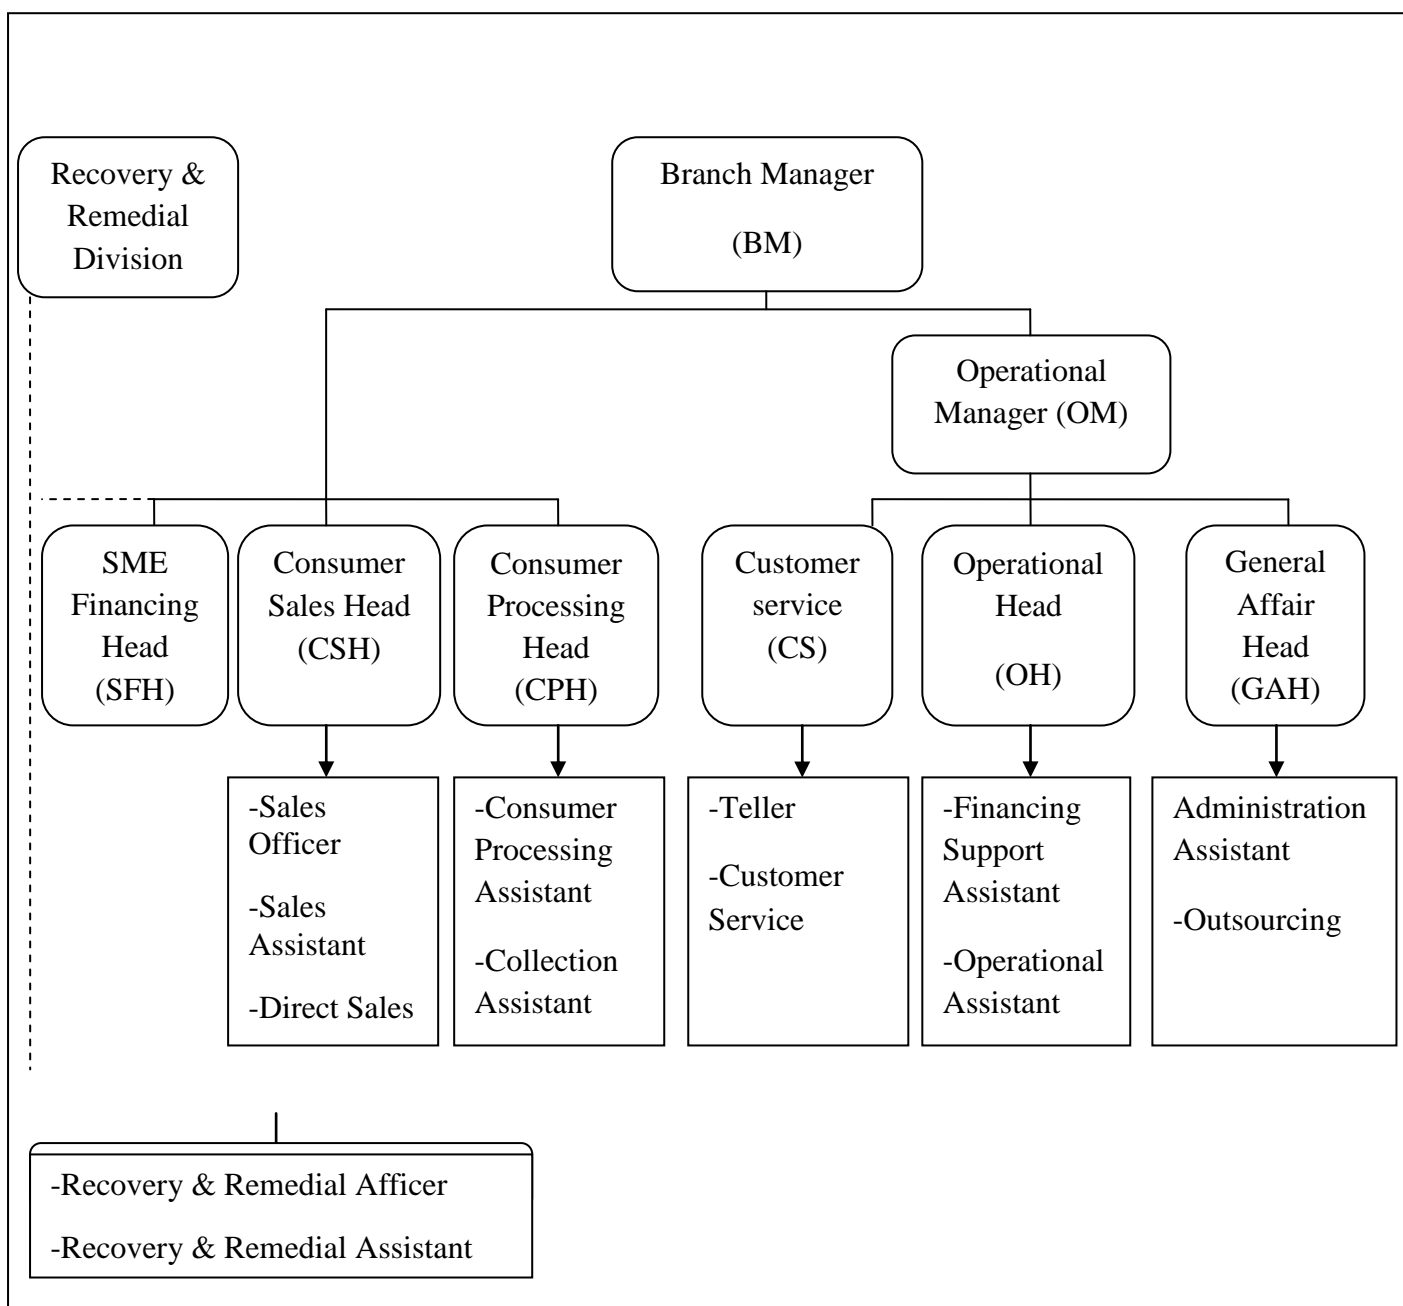 Recovery &
Remedial
Division
Branch Manager
(BM)
Operational
Manager (OM)
SME
Financing
Head
(SFH)
Consumer
Sales Head
(CSH)
Consumer
Processing
Head
(CPH)
Customer
service
(CS)
Operational
Head
(OH)
General
Affair
Head
(GAH)
-Sales
Officer
-Sales
Assistant
-Direct Sales
-Consumer
Processing
Assistant
-Collection
Assistant
-Teller
-Customer
Service
-Financing
Support
Assistant
-Operational
Assistant
Administration
Assistant
-Outsourcing
-Recovery & Remedial Afficer
-Recovery & Remedial Assistant